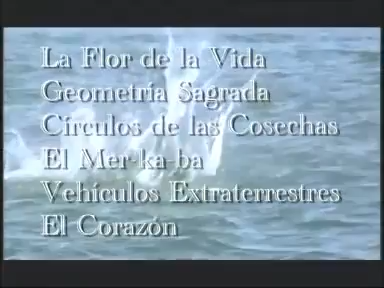 La Flor de la Vida
Geometría Sagrada
Círculos de las Cosechas
El Mer-ka-ba
Vehículos Extraterrestres
El Corazón